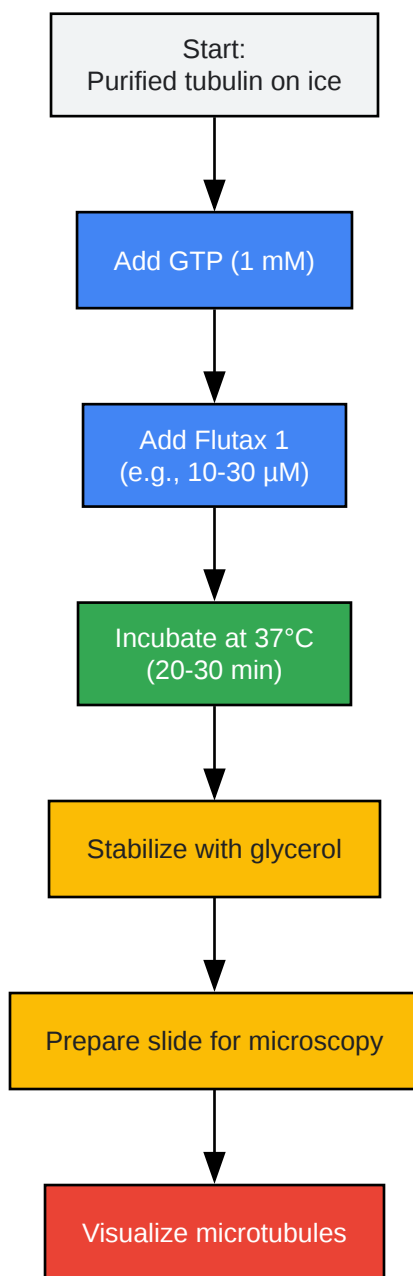 Start:
Purified tubulin on ice
Add GTP (1 mM)
Add Flutax 1
(e.g., 10-30 µM)
Incubate at 37°C
(20-30 min)
Stabilize with glycerol
Prepare slide for microscopy
Visualize microtubules